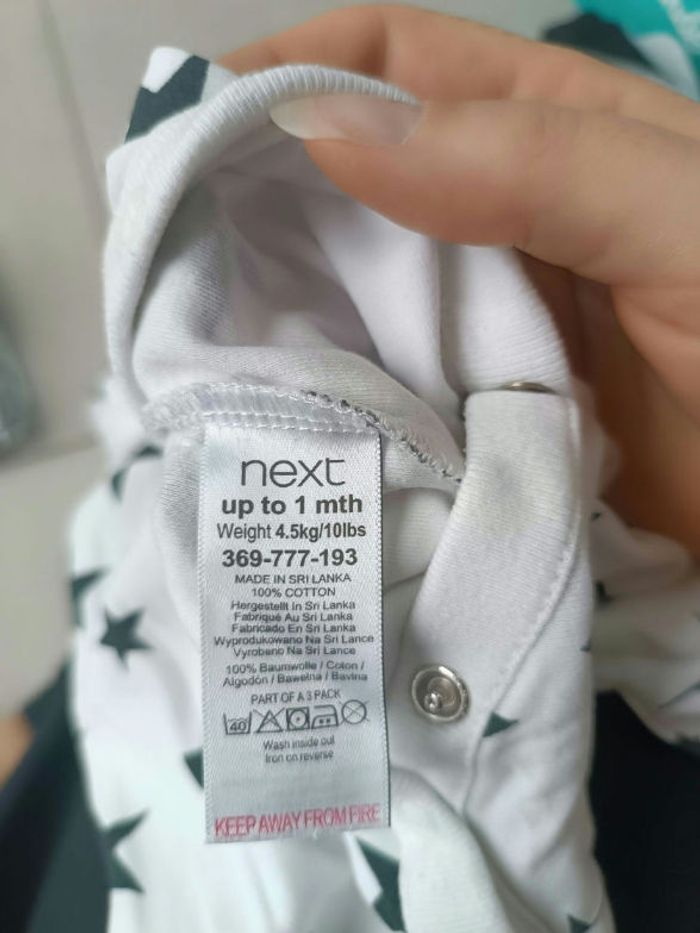 next
up to 1 mth
Weight 4.5kg/10lbs
369-777-193
MADE IN SRI LANKA
100% COTTON
Hergestellt in Sri Lanka
Fabriqué Au Sri Lanka
Fabricado En Sri Lanka
Wyprodukowano Na Sri Lance
Vyrobeno Na Sri Lance
100% Baumwolle / Coton /
Algodón / Bawełna / Bavlna
PART OF A 3 PACK
40
Wash inside out
Iron on reverse
KEEP AWAY FROM FIRE